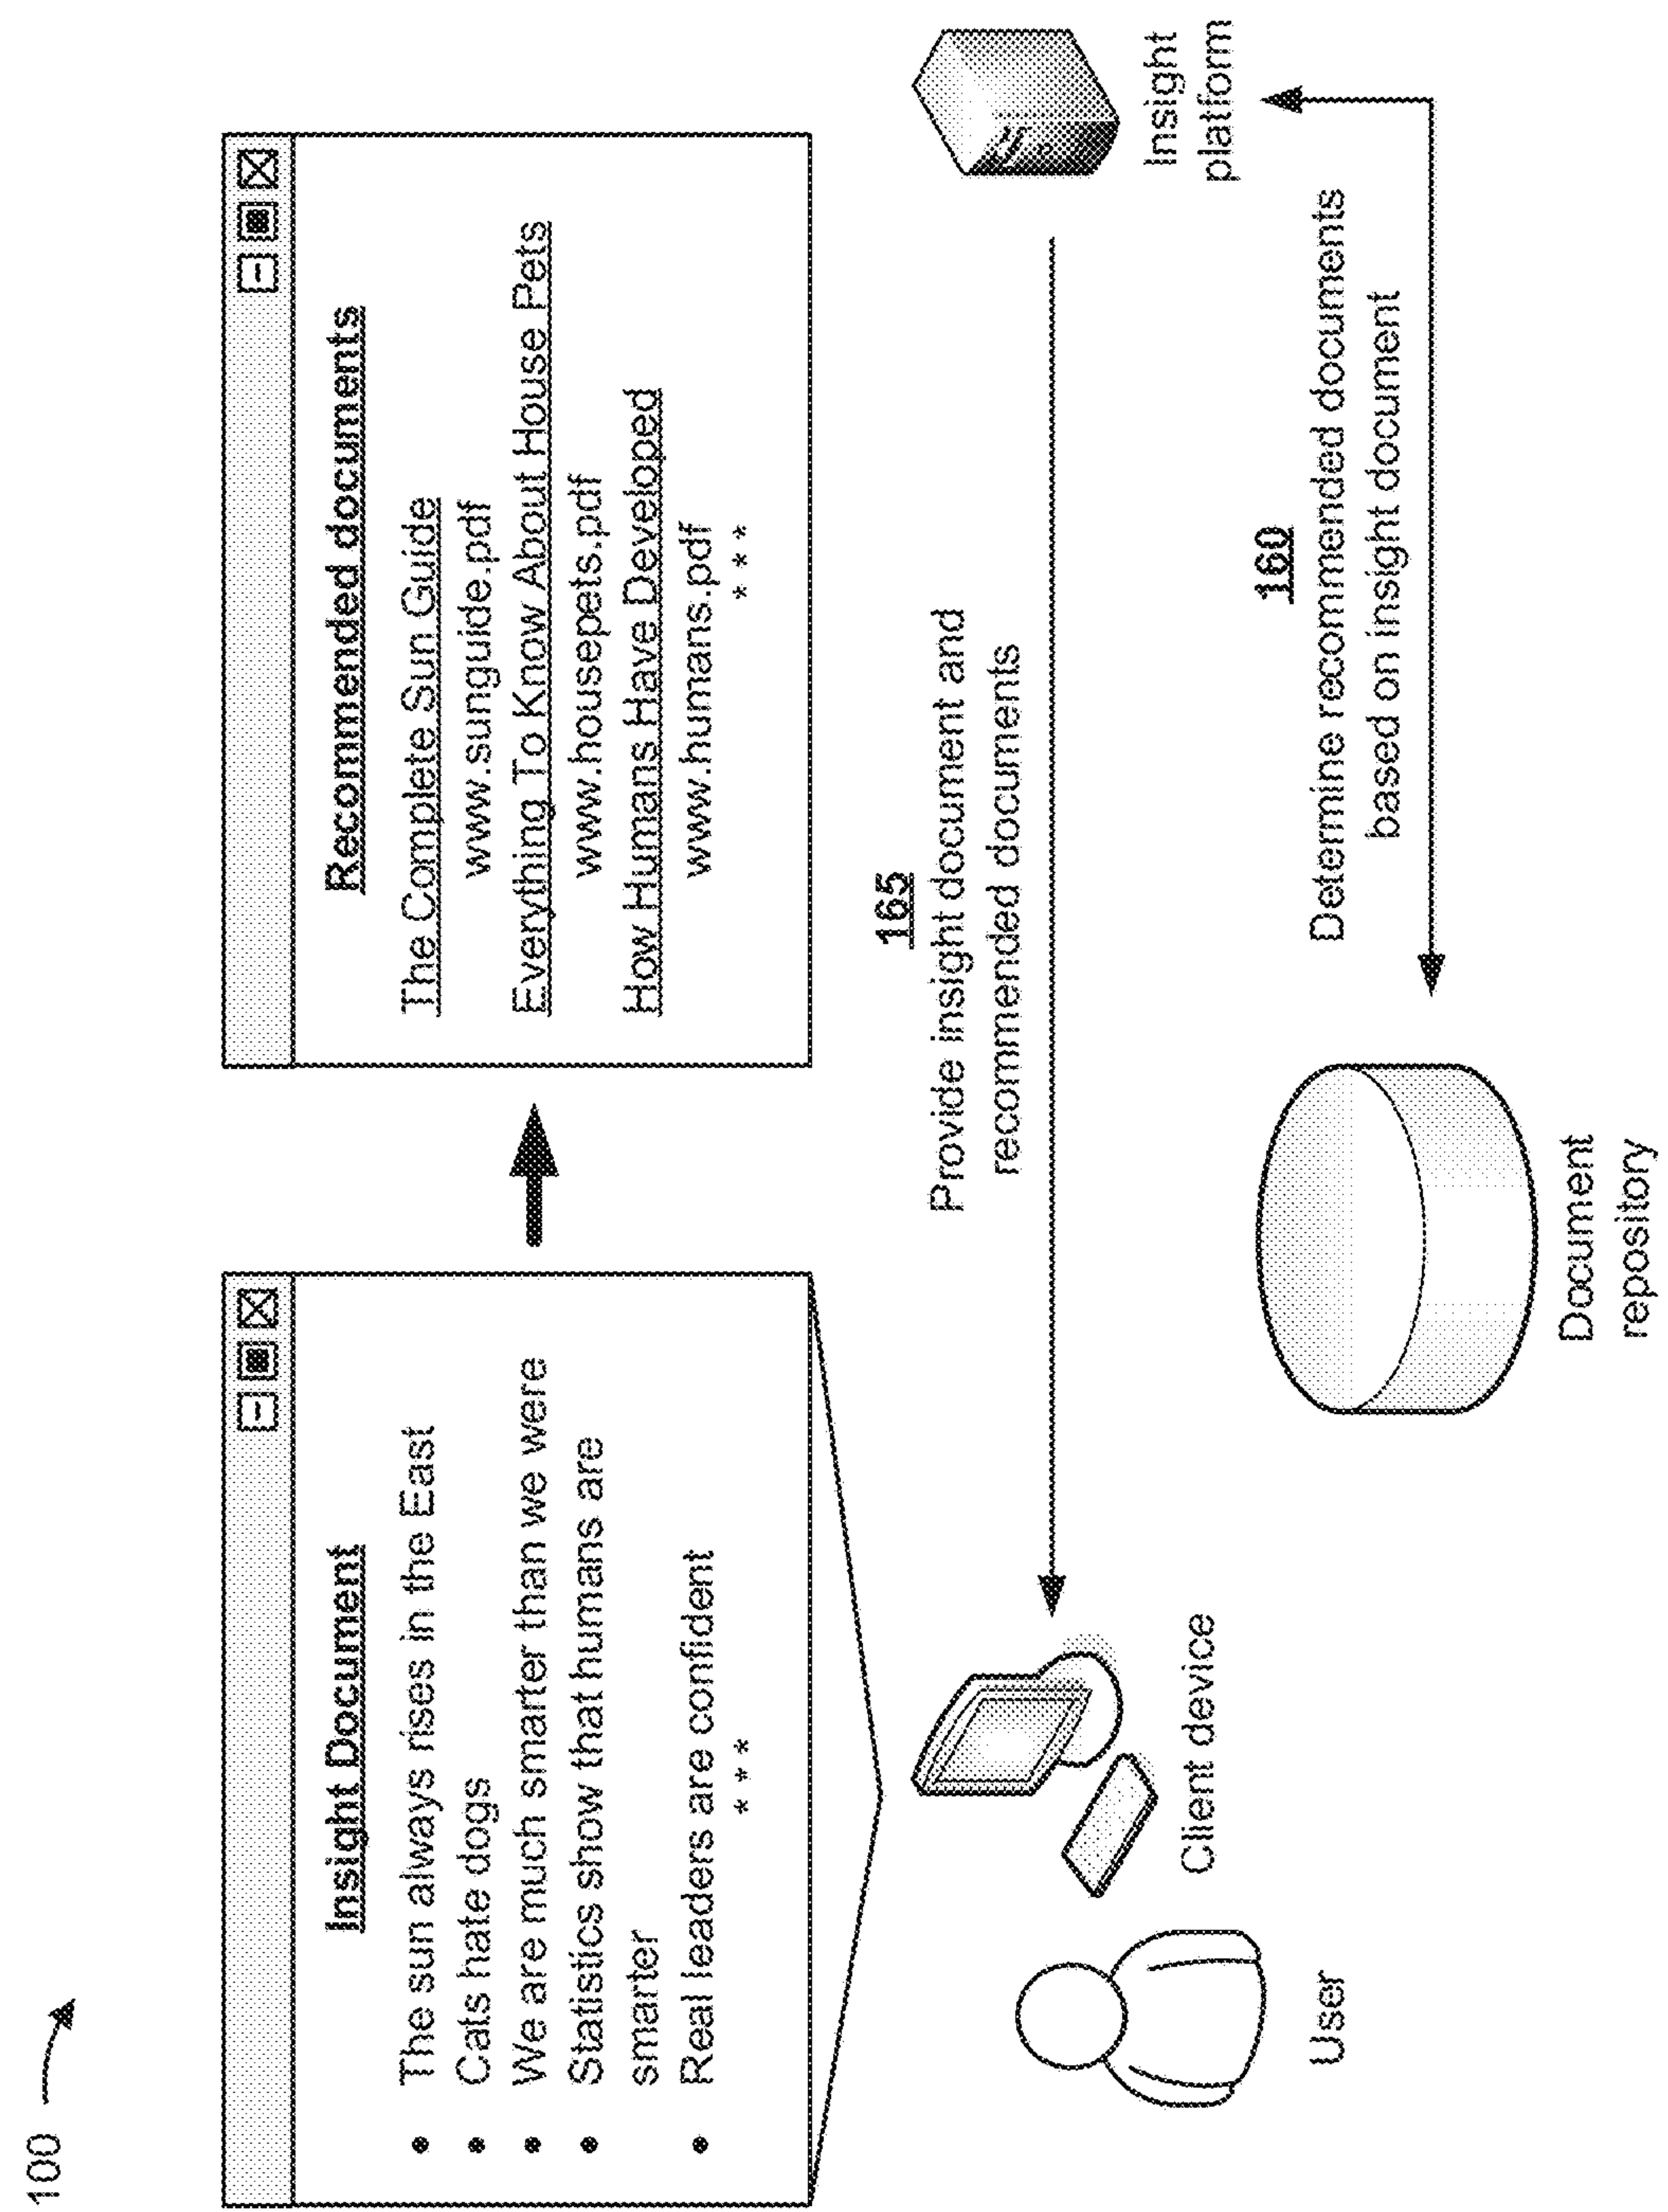 100
Insight Document
• The sun always rises in the East
• Cats hate dogs
• We are much smarter than we were
• Statistics show that humans are
smarter
• Real leaders are confident
* * *
Recommended documents
The Complete Sun Guide
www.sunguide.pdf
Everything To Know About House Pets
www.housepets.pdf
How Humans Have Developed
www.humans.pdf
* * *
165
Provide insight document and
recommended documents
User
Client device
Insight
platform
160
Determine recommended documents
based on insight document
Document
repository